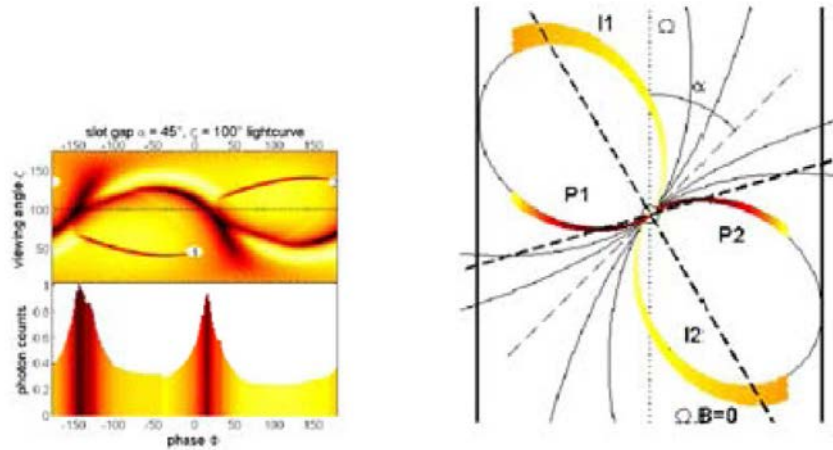 slot gap α = 45°, ζ = 100° lightcurve
-150 -100 -50 0 50 100 150
viewing angle ζ
150
100
50
1
photon counts
1
0.8
0.6
0.4
0.2
0
-150 -100 -50 0 50 100 150
phase Φ
I1
Ω
α
P1
P2
I2
Ω.B=0